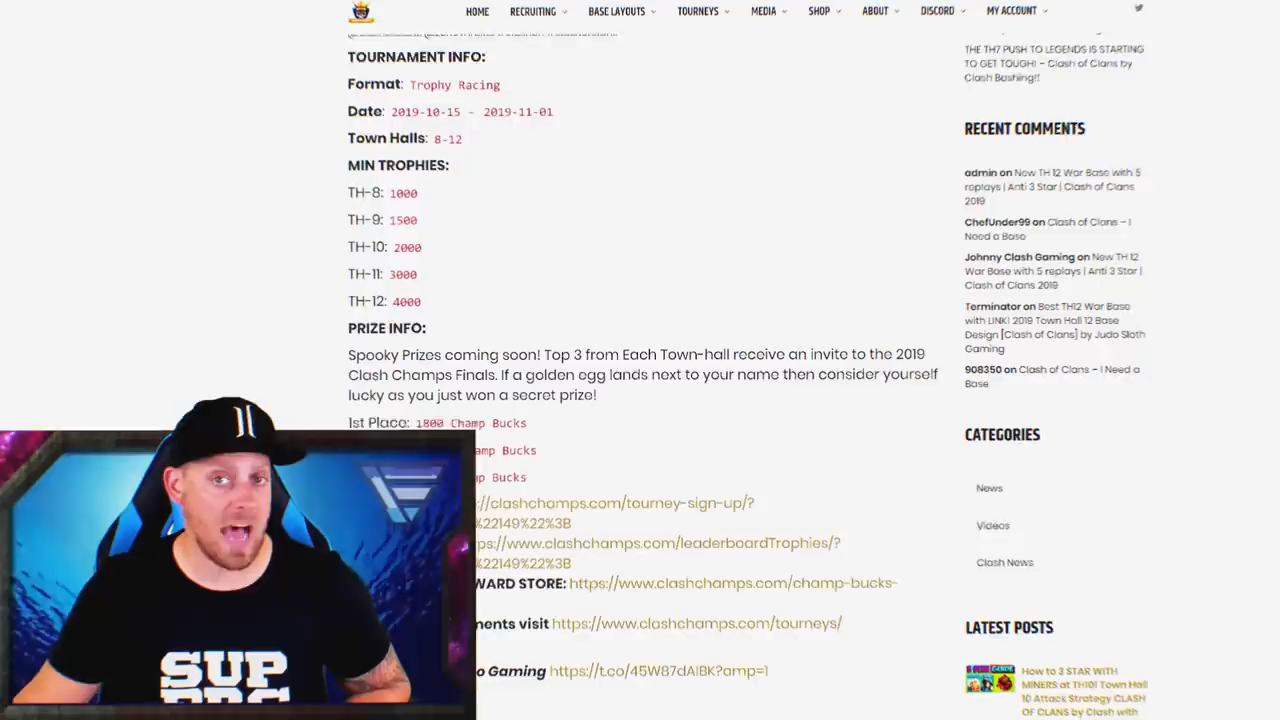 HOME RECRUITING BASE LAYOUTS TOURNEYS MEDIA SHOP ABOUT DISCORD MY ACCOUNT
TOURNAMENT INFO:
Format: Trophy Racing
Date: 2019-10-15 - 2019-11-01
Town Halls: 8-12
MIN TROPHIES:
TH-8: 1000
TH-9: 1500
TH-10: 2000
TH-11: 3000
TH-12: 4000
PRIZE INFO:
Spooky Prizes coming soon! Top 3 from Each Town-hall receive an invite to the 2019
Clash Champs Finals. If a golden egg lands next to your name then consider yourself
lucky as you just won a secret prize!
1st Place: 1800 Champ Bucks
amp Bucks
p Bucks
://clashchamps.com/tourney-sign-up/?
%22149%22%3B
ps://www.clashchamps.com/leaderboardTrophies/?
%22149%22%3B
WARD STORE: https://www.clashchamps.com/champ-bucks-
ments visit https://www.clashchamps.com/tourneys/
o Gaming https://t.co/45W87dAIBK?amp=1
THE TH7 PUSH TO LEGENDS IS STARTING
TO GET TOUGH! – Clash of Clans by
Clash Bashing!!
RECENT COMMENTS
admin on New TH 12 War Base with 5
replays | Anti 3 Star | Clash of Clans
2019
ChefUnder99 on Clash of Clans – I
Need a Base
Johnny Clash Gaming on New TH 12
War Base with 5 replays | Anti 3 Star |
Clash of Clans 2019
Terminator on Best TH12 War Base
with LINK! 2019 Town Hall 12 Base
Design [Clash of Clans] by Judo Sloth
Gaming
908350 on Clash of Clans – I Need a
Base
CATEGORIES
News
Videos
Clash News
LATEST POSTS
How to 3 STAR WITH
MINERS at TH10! Town Hall
10 Attack Strategy CLASH
OF CLANS by Clash with
SUP